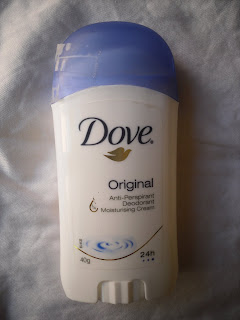 Dove
Original
Anti-Perspirant
Deodorant
Moisturising Cream
40g
24h